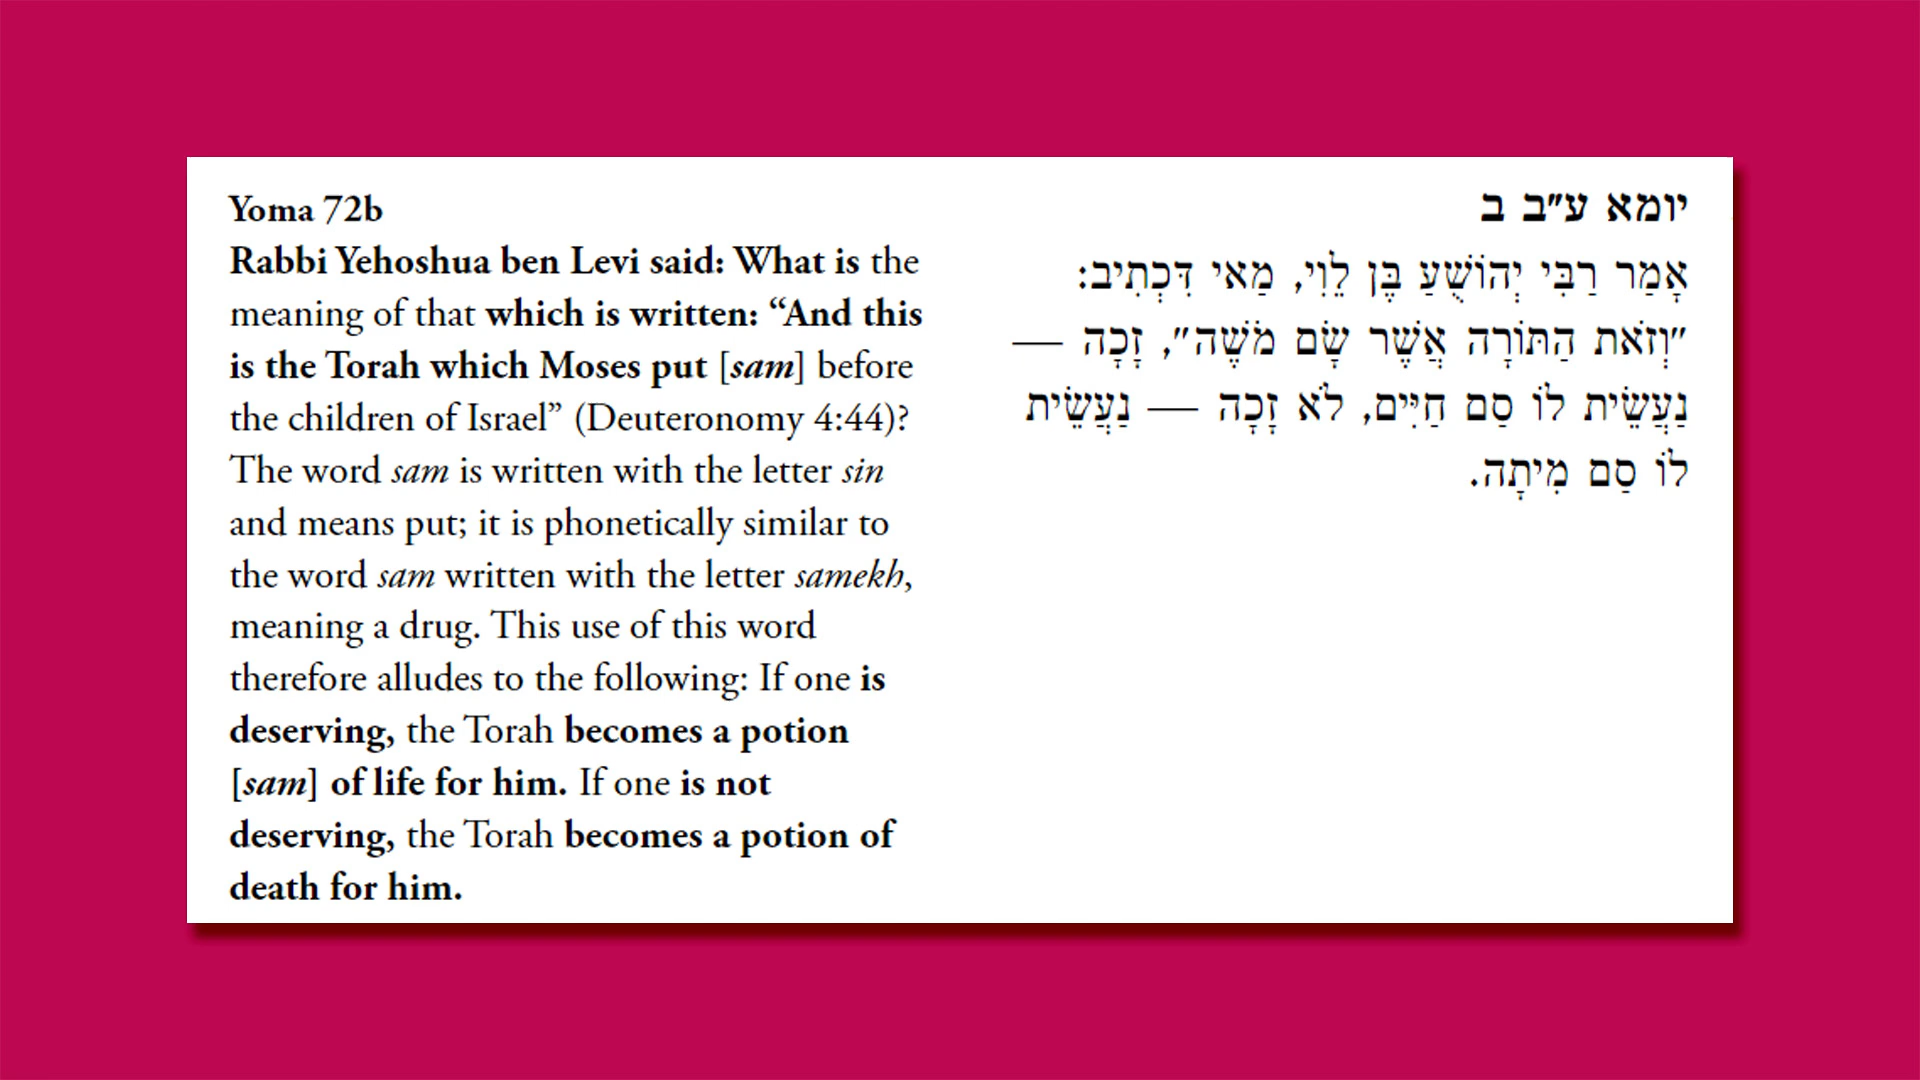 Yoma 72b
Rabbi Yehoshua ben Levi said: What is the
meaning of that which is written: “And this
is the Torah which Moses put [sam] before
the children of Israel” (Deuteronomy 4:44)?
The word sam is written with the letter sin
and means put; it is phonetically similar to
the word sam written with the letter samekh,
meaning a drug. This use of this word
therefore alludes to the following: If one is
deserving, the Torah becomes a potion
[sam] of life for him. If one is not
deserving, the Torah becomes a potion of
death for him.
יומא ע״ב ב
אָמַר רַבִּי יְהוֹשֻׁעַ בֶּן לֵוִי, מַאי דִּכְתִיב:
״וְזֹאת הַתּוֹרָה אֲשֶׁר שָׂם מֹשֶׁה״, זָכָה —
נַעֲשֵׂית לוֹ סַם חַיִּים, לֹא זָכָה — נַעֲשֵׂית
לוֹ סַם מִיתָה.